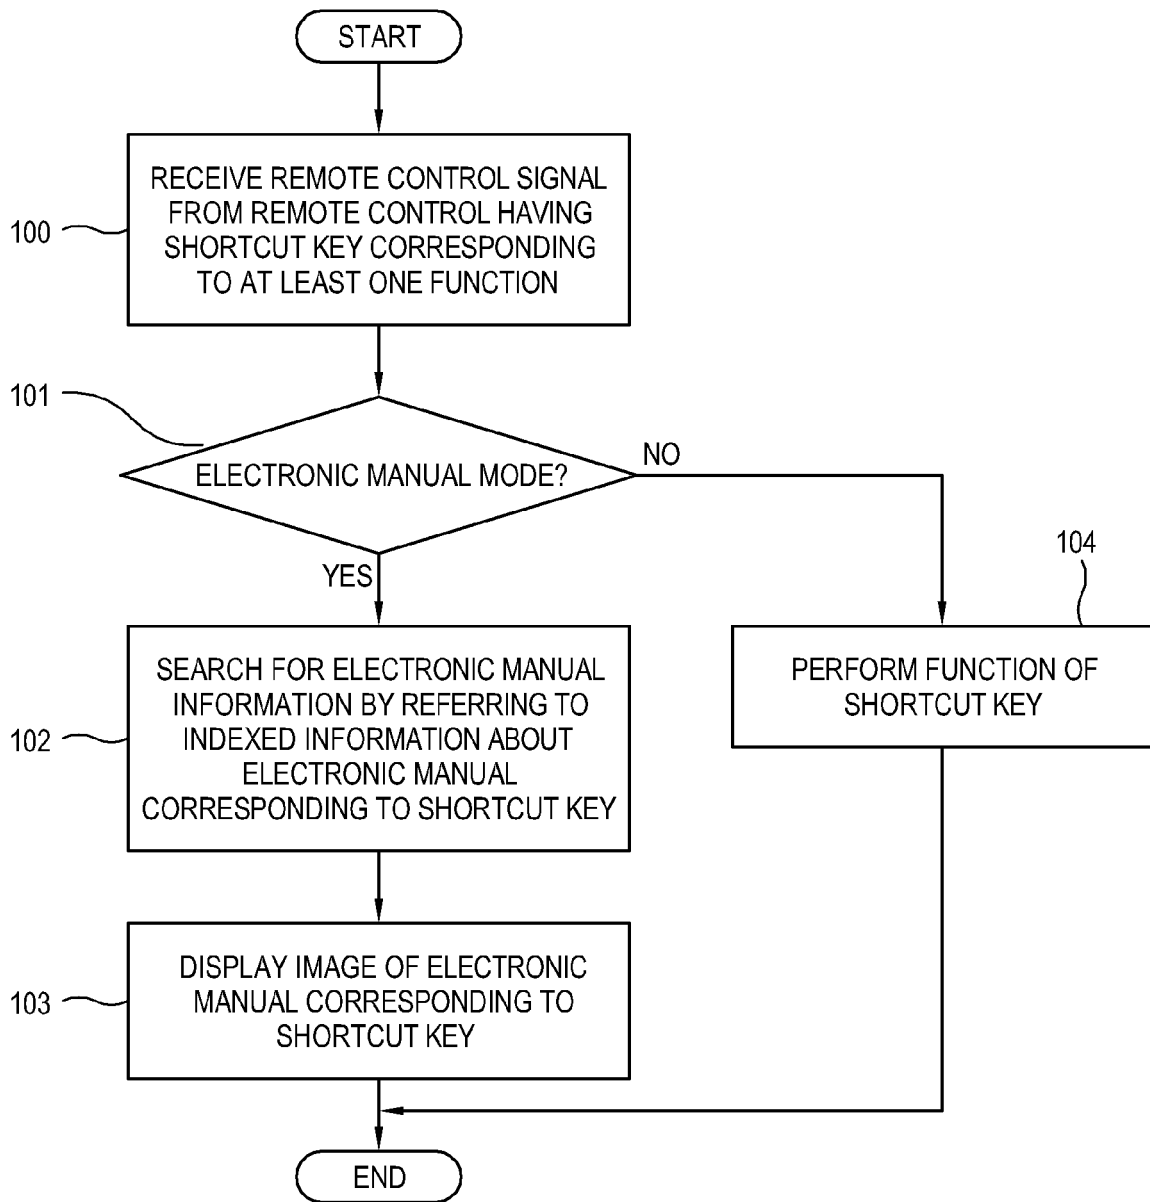 START
100
RECEIVE REMOTE CONTROL SIGNAL
FROM REMOTE CONTROL HAVING
SHORTCUT KEY CORRESPONDING
TO AT LEAST ONE FUNCTION
101
ELECTRONIC MANUAL MODE?
NO
YES
104
PERFORM FUNCTION OF
SHORTCUT KEY
102
SEARCH FOR ELECTRONIC MANUAL
INFORMATION BY REFERRING TO
INDEXED INFORMATION ABOUT
ELECTRONIC MANUAL
CORRESPONDING TO SHORTCUT KEY
103
DISPLAY IMAGE OF ELECTRONIC
MANUAL CORRESPONDING TO
SHORTCUT KEY
END